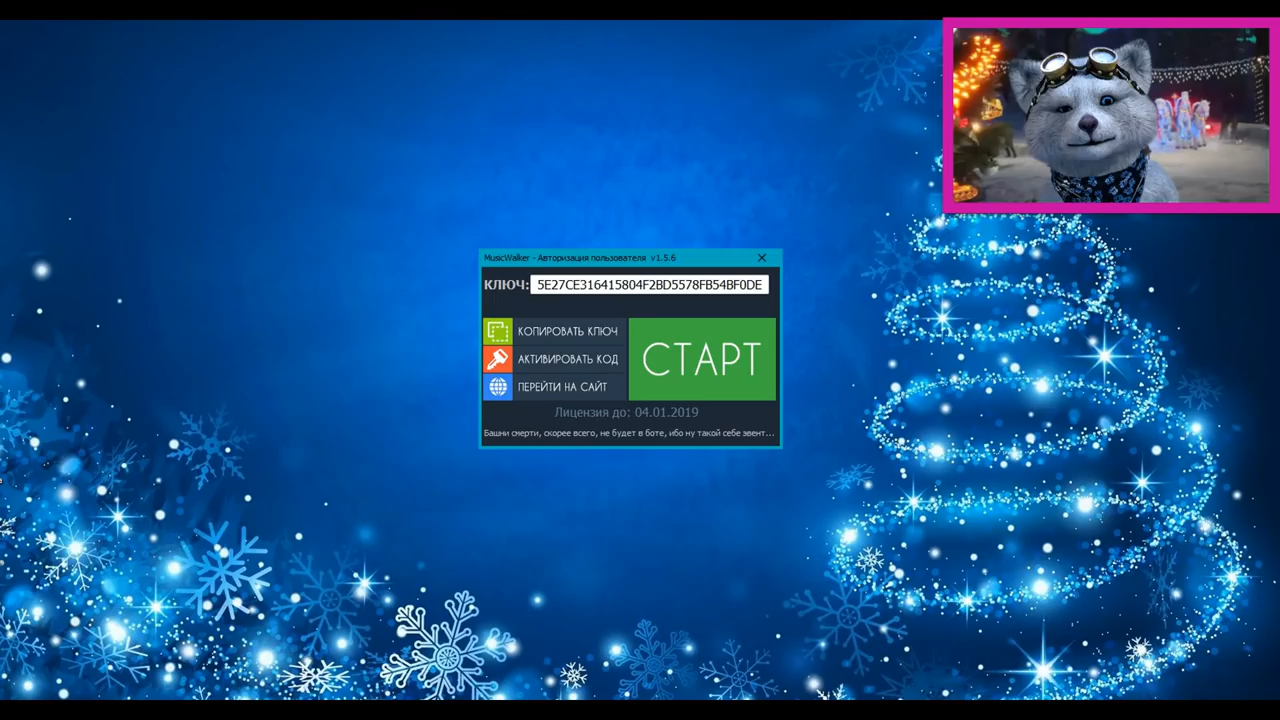 MusicWalker - Авторизация пользователя v1.5.6
КЛЮЧ: 5E27CE316415804F2BD5578FB54BF0DE
КОПИРОВАТЬ КЛЮЧ
АКТИВИРОВАТЬ КОД
ПЕРЕЙТИ НА САЙТ
СТАРТ
Лицензия до: 04.01.2019
Башни смерти, скорее всего, не будет в боте, ибо ну такой себе звент...